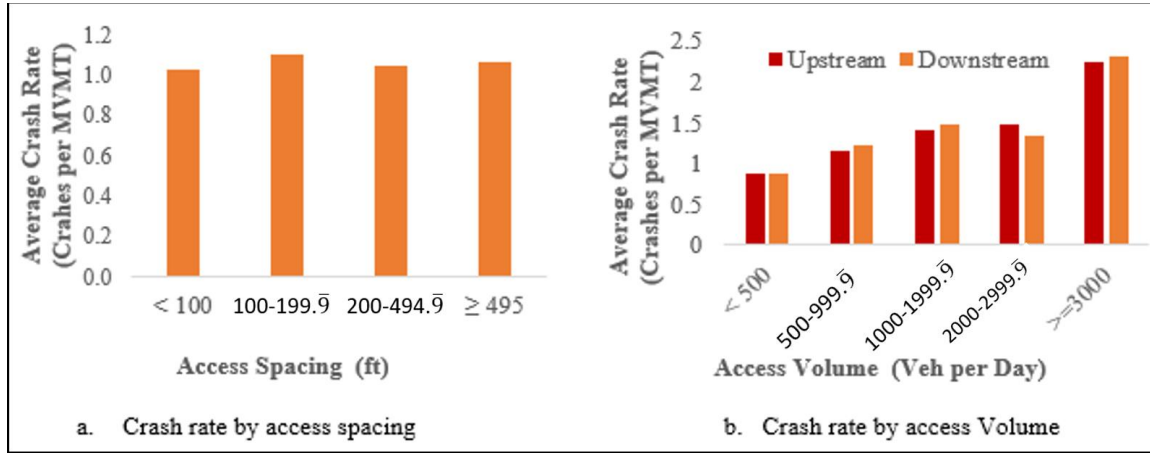 Average Crash Rate
(Crahes per MVMT)
1.2
1.0
0.8
0.6
0.4
0.2
0.0
< 100
100-199.9̄
200-494.9̄
≥ 495
Access Spacing (ft)
a. Crash rate by access spacing
Average Crash Rate
(Crashes per MVMT)
2.5
2
1.5
1
0.5
0
Upstream Downstream
< 500
500-999.9̄
1000-1999.9̄
2000-2999.9̄
>=3000
Access Volume (Veh per Day)
b. Crash rate by access Volume